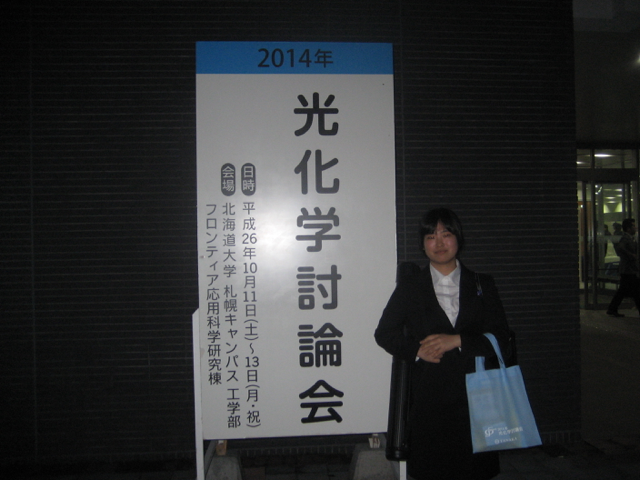 2014年
光化学討論会
日時 平成26年10月11日(土)～13日(月・祝)
会場 北海道大学 札幌キャンパス 工学部
フロンティア応用科学研究棟